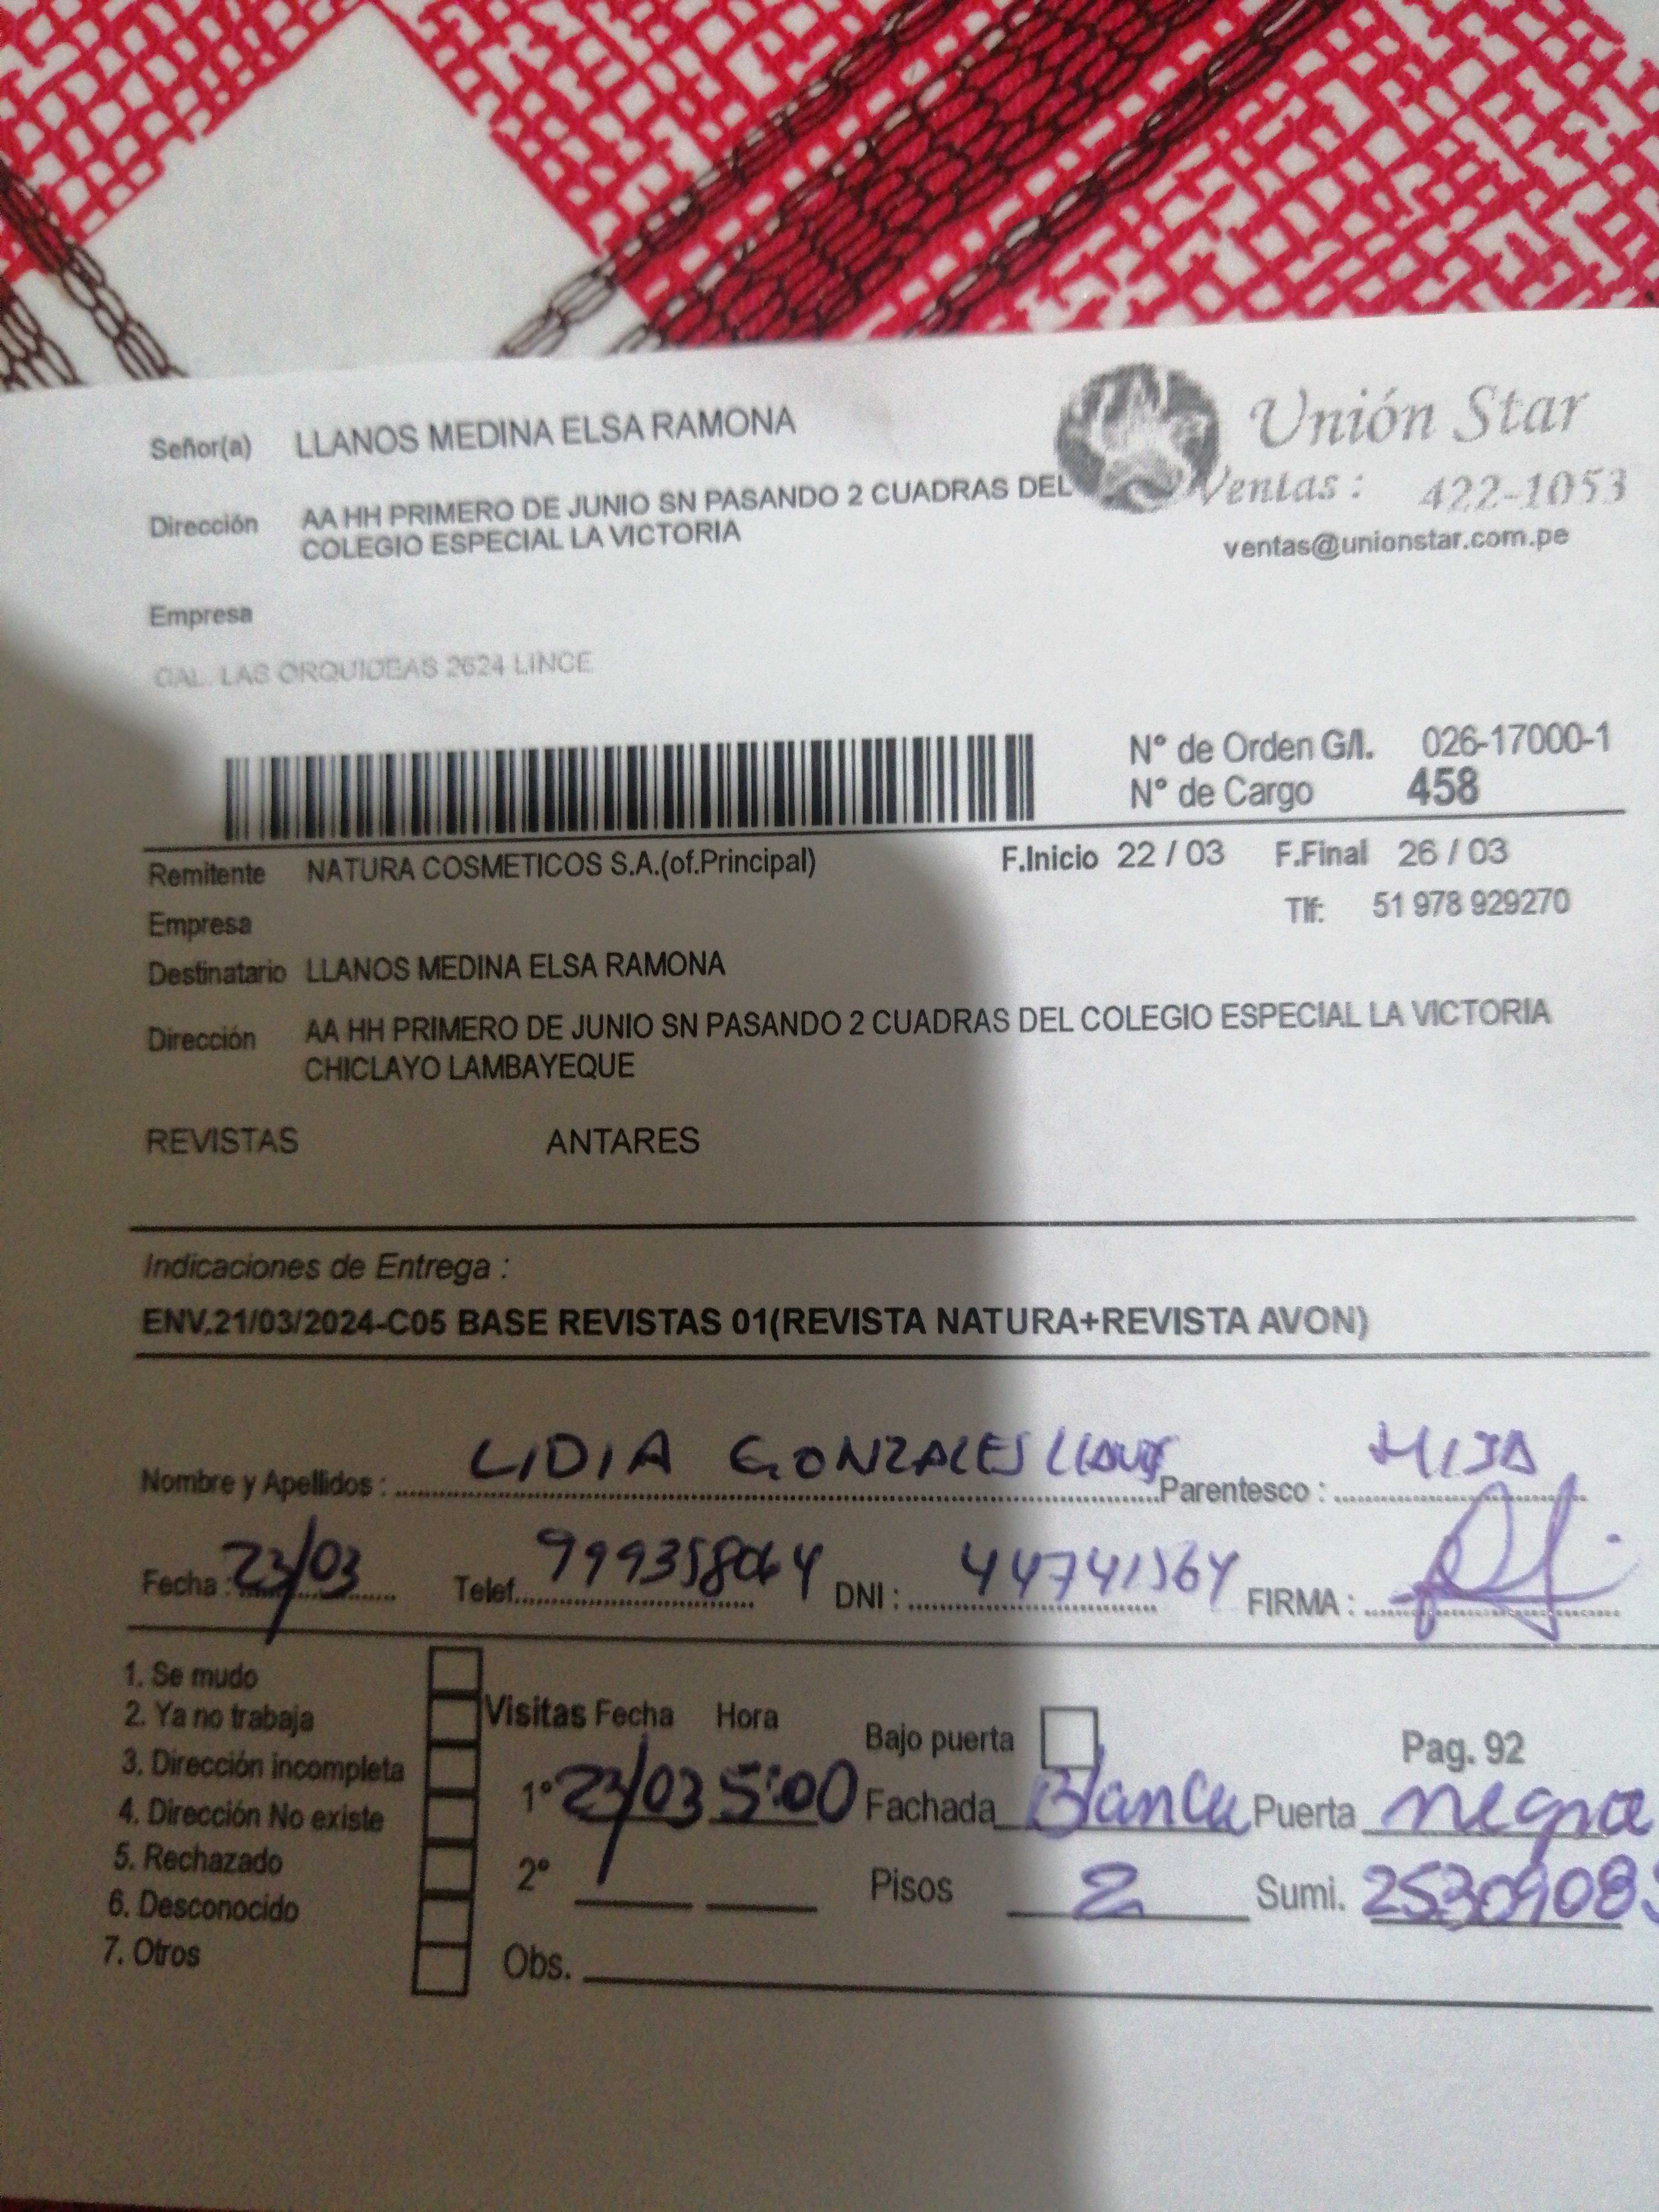 Señor(a) LLANOS MEDINA ELSA RAMONA
Unión Star
Ventas : 422-1053
ventas@unionstar.com.pe
Dirección AA HH PRIMERO DE JUNIO SN PASANDO 2 CUADRAS DEL
COLEGIO ESPECIAL LA VICTORIA
Empresa
CAL. LAS ORQUIDEAS 2624 LINCE
N° de Orden G/I. 026-17000-1
N° de Cargo 458
Remitente NATURA COSMETICOS S.A.(of.Principal) F.Inicio 22 / 03 F.Final 26 / 03
Empresa Tlf: 51 978 929270
Destinatario LLANOS MEDINA ELSA RAMONA
Dirección AA HH PRIMERO DE JUNIO SN PASANDO 2 CUADRAS DEL COLEGIO ESPECIAL LA VICTORIA
CHICLAYO LAMBAYEQUE
REVISTAS ANTARES
Indicaciones de Entrega :
ENV.21/03/2024-C05 BASE REVISTAS 01(REVISTA NATURA+REVISTA AVON)
Nombre y Apellidos : LIDIA GONZALES LLANOS Parentesco : HIJA
Fecha : 23/03 Telef. 999358064 DNI : 44741564 FIRMA :
1. Se mudo
2. Ya no trabaja
3. Dirección incompleta
4. Dirección No existe
5. Rechazado
6. Desconocido
7. Otros
Visitas Fecha Hora
1° 23/03 5:00
2°
Obs.
Bajo puerta Pag. 92
Fachada Blanca Puerta negra
Pisos 2 Sumi.